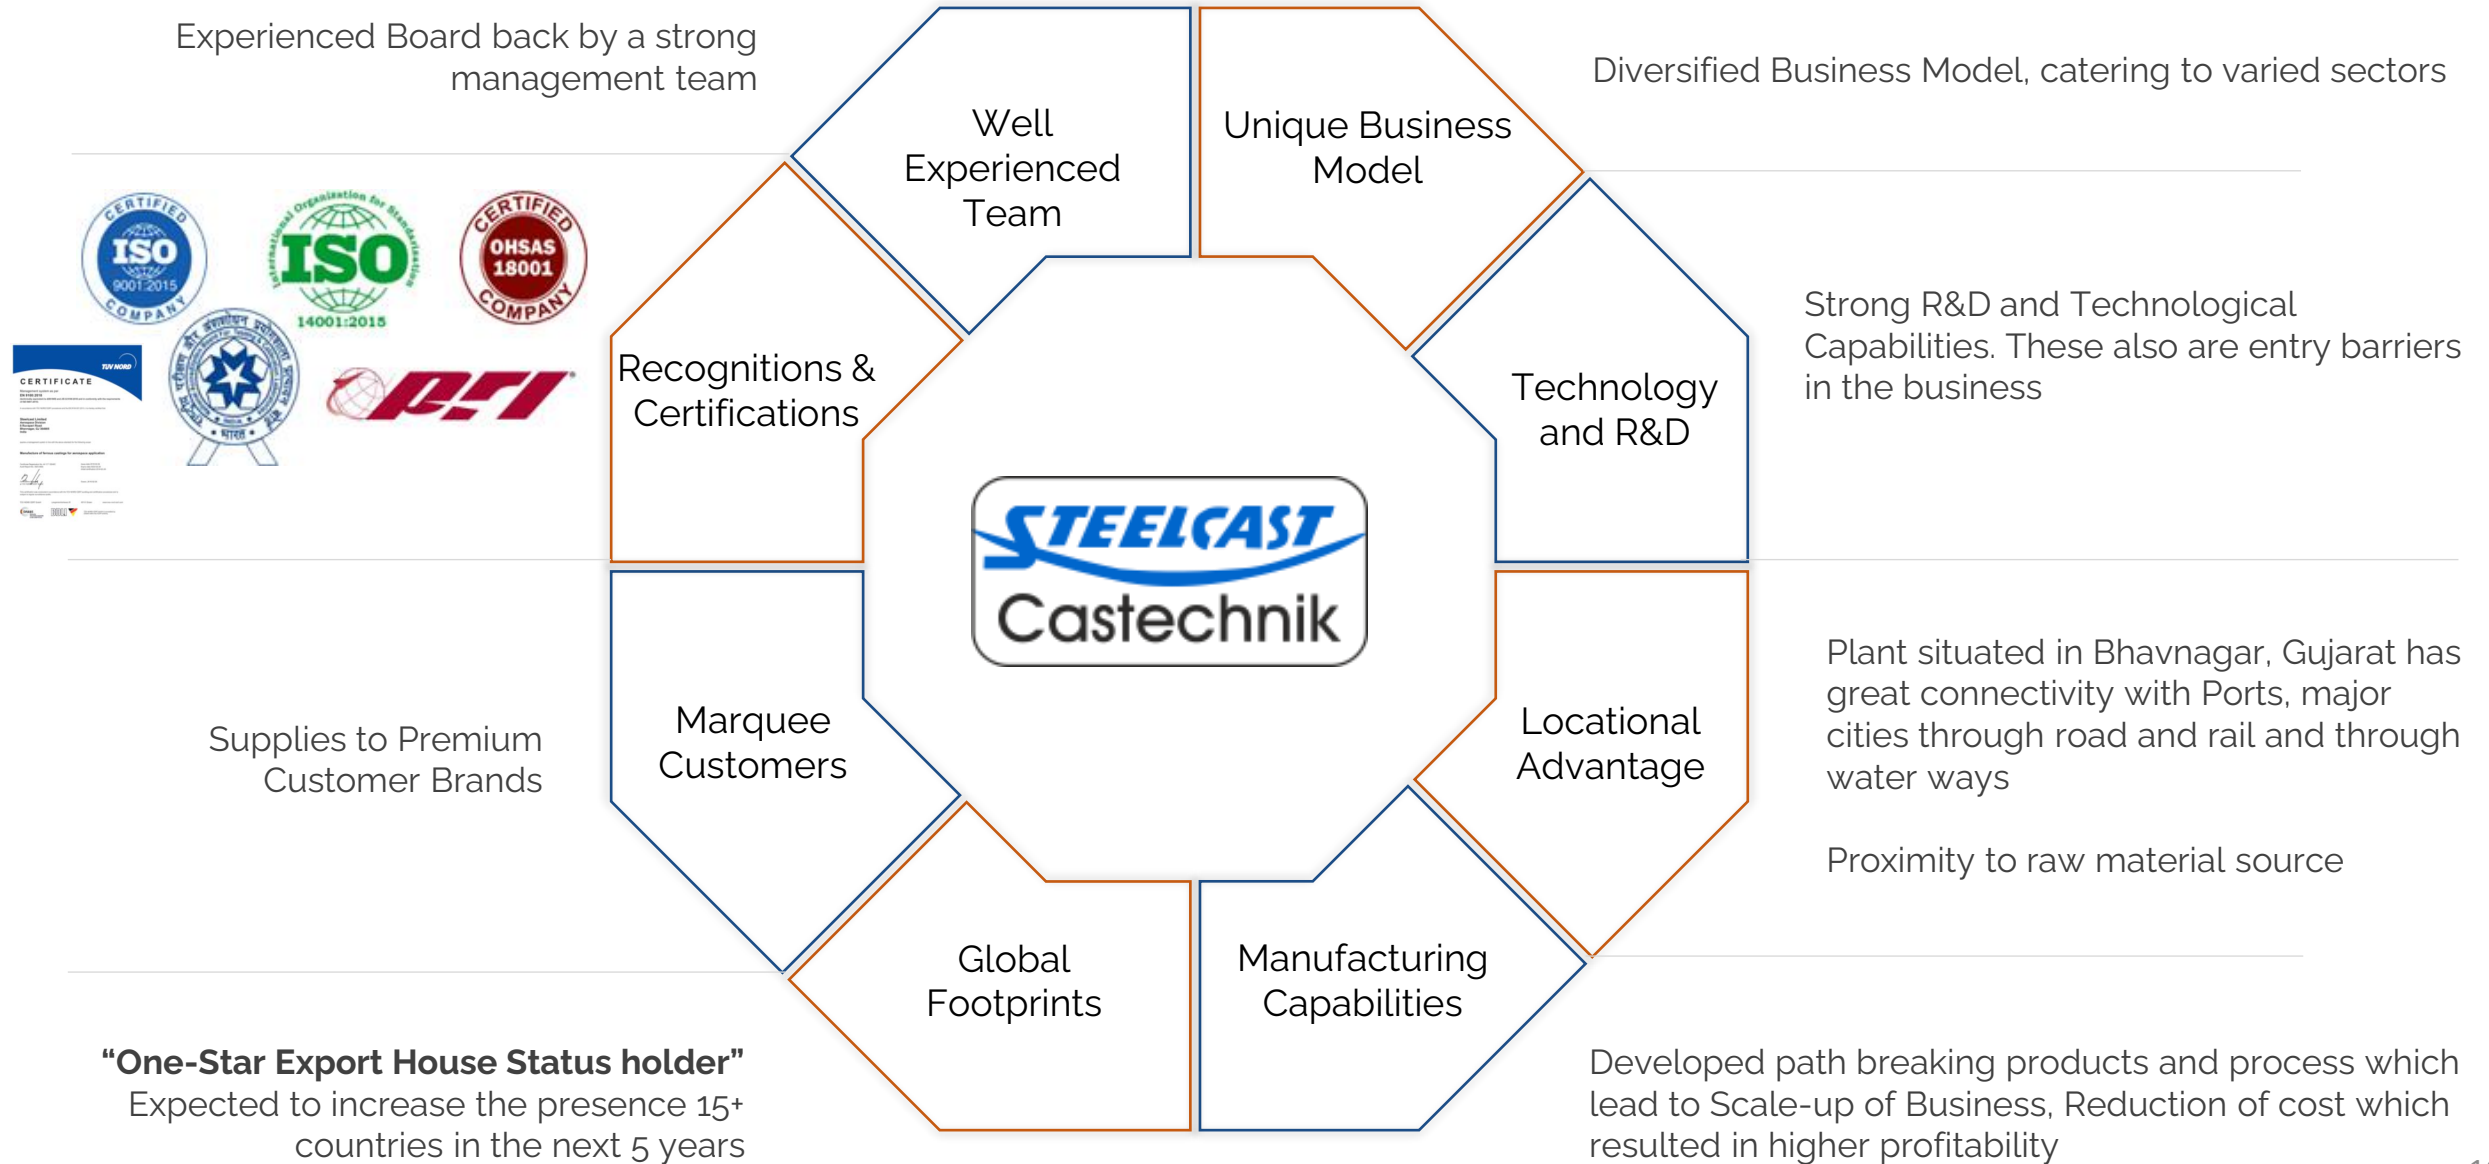 Experienced Board back by a strong
management team
Well
Experienced
Team
Unique Business
Model
Diversified Business Model, catering to varied sectors
CERTIFIED
ISO
9001:2015
COMPANY
International Organization for Standardization
ISO
14001:2015
CERTIFIED
OHSAS
18001
COMPANY
TUV NORD
CERTIFICATE
भारत
PRI
Recognitions &
Certifications
Technology
and R&D
Strong R&D and Technological
Capabilities. These also are entry barriers
in the business
STEELCAST
Castechnik
Supplies to Premium
Customer Brands
Marquee
Customers
Locational
Advantage
Plant situated in Bhavnagar, Gujarat has
great connectivity with Ports, major
cities through road and rail and through
water ways
Proximity to raw material source
Global
Footprints
Manufacturing
Capabilities
“One-Star Export House Status holder”
Expected to increase the presence 15+
countries in the next 5 years
Developed path breaking products and process which
lead to Scale-up of Business, Reduction of cost which
resulted in higher profitability